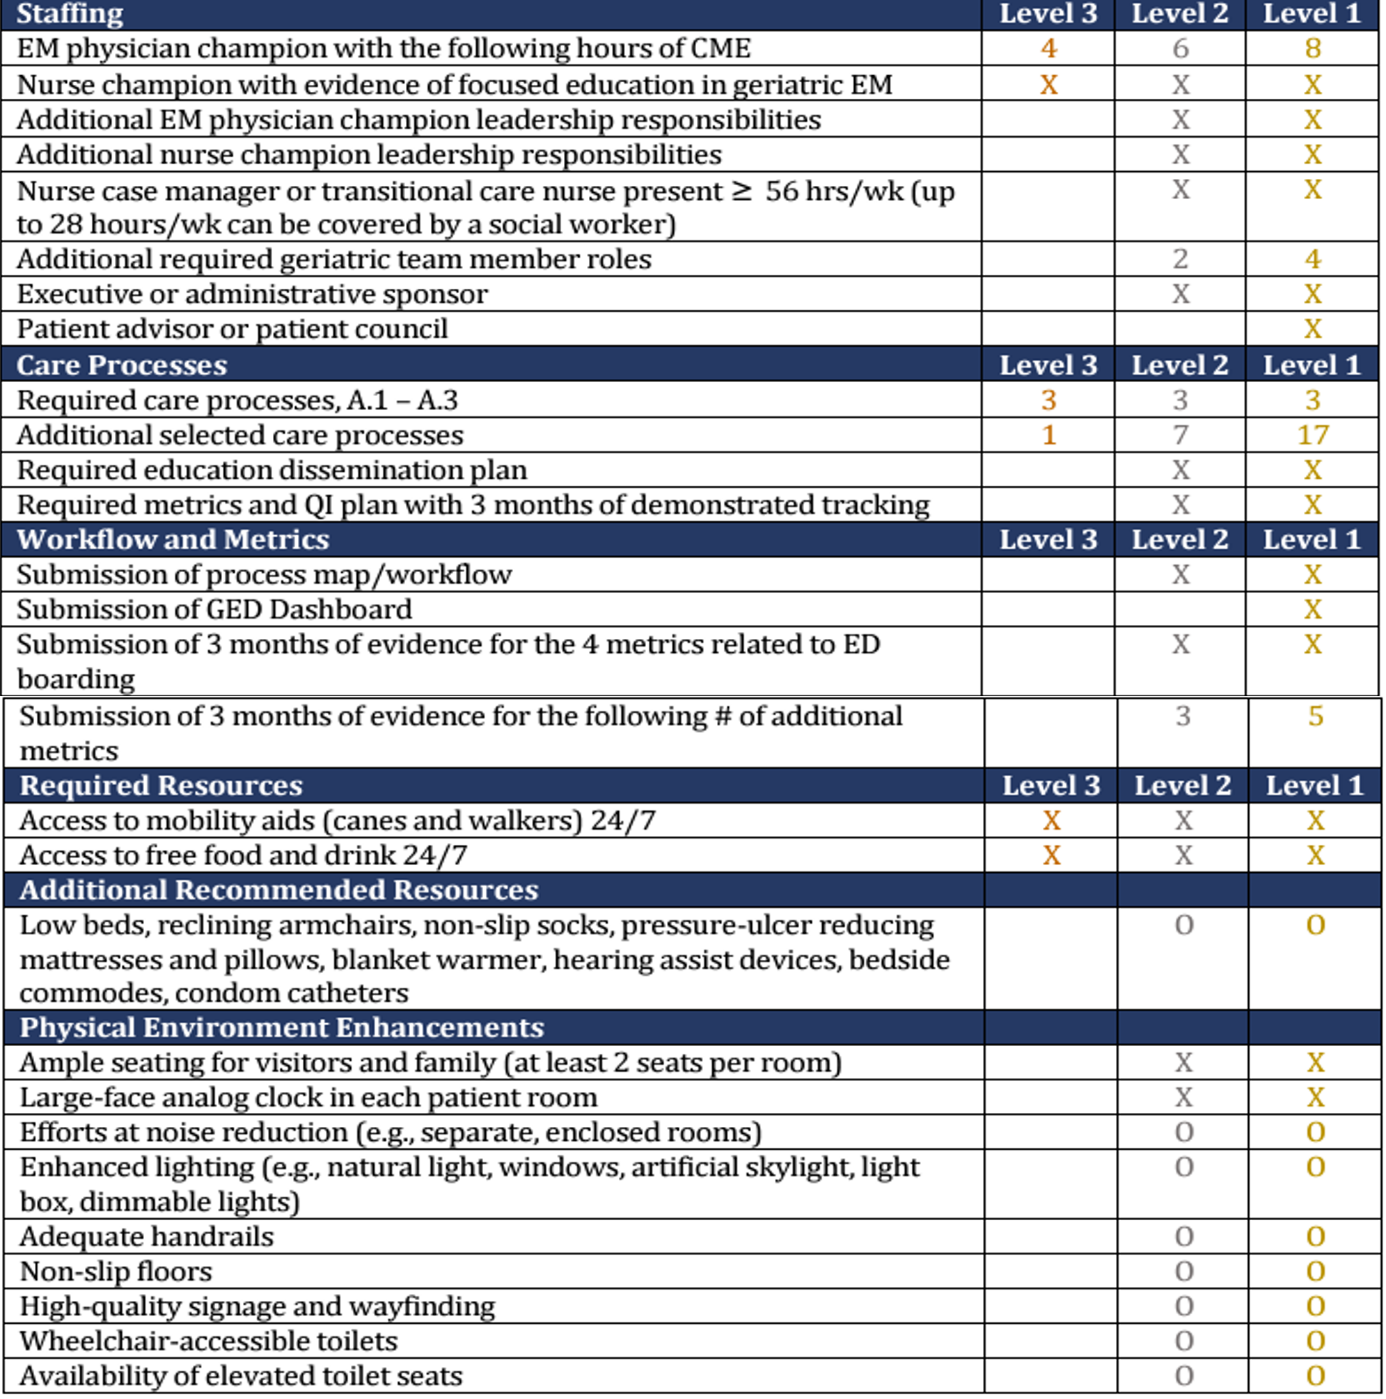 Staffing Level 3 Level 2 Level 1
EM physician champion with the following hours of CME 4 6 8
Nurse champion with evidence of focused education in geriatric EM X X X
Additional EM physician champion leadership responsibilities X X
Additional nurse champion leadership responsibilities X X
Nurse case manager or transitional care nurse present ≥ 56 hrs/wk (up X X
to 28 hours/wk can be covered by a social worker)
Additional required geriatric team member roles 2 4
Executive or administrative sponsor X X
Patient advisor or patient council X
Care Processes Level 3 Level 2 Level 1
Required care processes, A.1 – A.3 3 3 3
Additional selected care processes 1 7 17
Required education dissemination plan X X
Required metrics and QI plan with 3 months of demonstrated tracking X X
Workflow and Metrics Level 3 Level 2 Level 1
Submission of process map/workflow X X
Submission of GED Dashboard X
Submission of 3 months of evidence for the 4 metrics related to ED X X
boarding
Submission of 3 months of evidence for the following # of additional 3 5
metrics
Required Resources Level 3 Level 2 Level 1
Access to mobility aids (canes and walkers) 24/7 X X X
Access to free food and drink 24/7 X X X
Additional Recommended Resources
Low beds, reclining armchairs, non-slip socks, pressure-ulcer reducing O O
mattresses and pillows, blanket warmer, hearing assist devices, bedside
commodes, condom catheters
Physical Environment Enhancements
Ample seating for visitors and family (at least 2 seats per room) X X
Large-face analog clock in each patient room X X
Efforts at noise reduction (e.g., separate, enclosed rooms) O O
Enhanced lighting (e.g., natural light, windows, artificial skylight, light O O
box, dimmable lights)
Adequate handrails O O
Non-slip floors O O
High-quality signage and wayfinding O O
Wheelchair-accessible toilets O O
Availability of elevated toilet seats O O